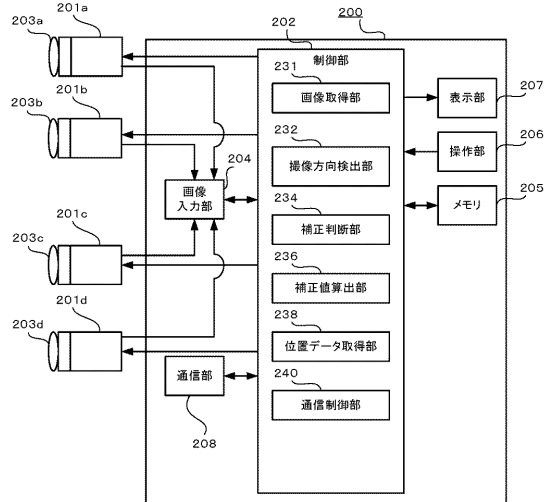 200
202
制御部
203a
201a
203b
201b
203c
201c
203d
201d
204
画像
入力部
通信部
208
231
画像取得部
232
撮像方向検出部
234
補正判断部
236
補正値算出部
238
位置データ取得部
240
通信制御部
表示部
207
206
操作部
205
メモリ